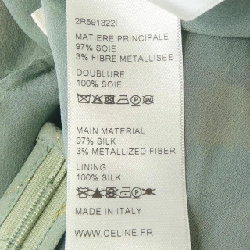 MATIERE PRINCIPALE
97% SOIE
3% FIBRE METALLISEE
DOUBLURE
100% SOIE
MAIN MATERIAL
97% SILK
3% METALLIZED FIBER
LINING
100% SILK
MADE IN ITALY
WWW.CELINE.FR